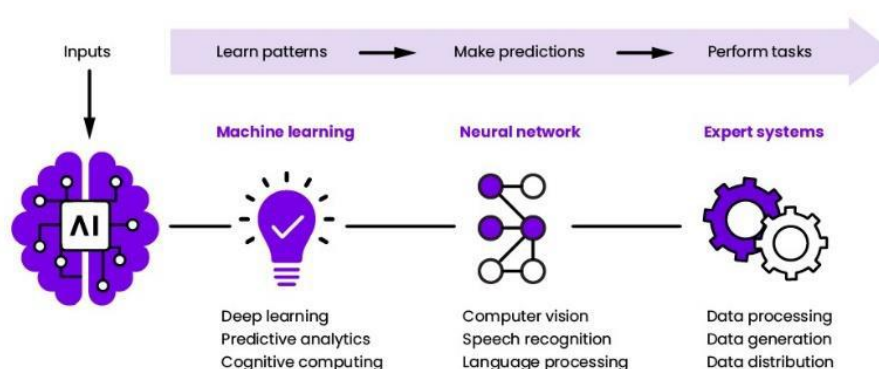 Inputs
Learn patterns
Make predictions
Perform tasks
Machine learning
Neural network
Expert systems
AI
Deep learning
Predictive analytics
Cognitive computing
Computer vision
Speech recognition
Language processing
Data processing
Data generation
Data distribution